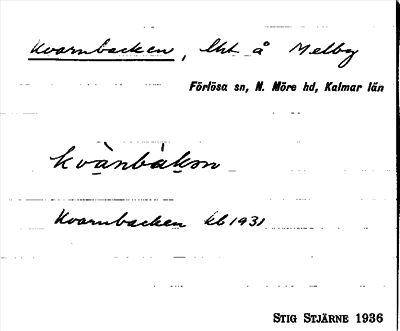 Kvarnbacken, lht å Melby
Förlösa sn, N. Möre hd, Kalmar län
kvànbàkən
Kvarnbacken kb 1931
STIG STJÄRNE 1936